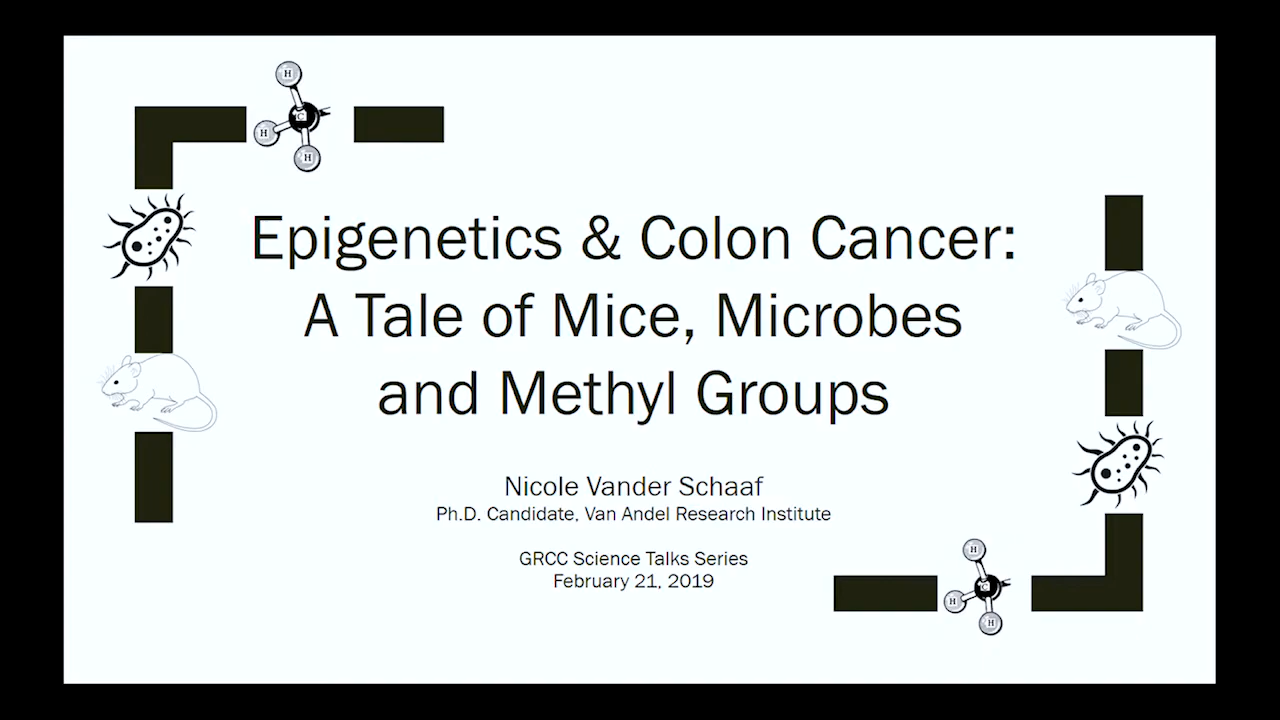 H
H
C
H
Epigenetics & Colon Cancer:
A Tale of Mice, Microbes
and Methyl Groups
Nicole Vander Schaaf
Ph.D. Candidate, Van Andel Research Institute
GRCC Science Talks Series
February 21, 2019
H
C
H
H